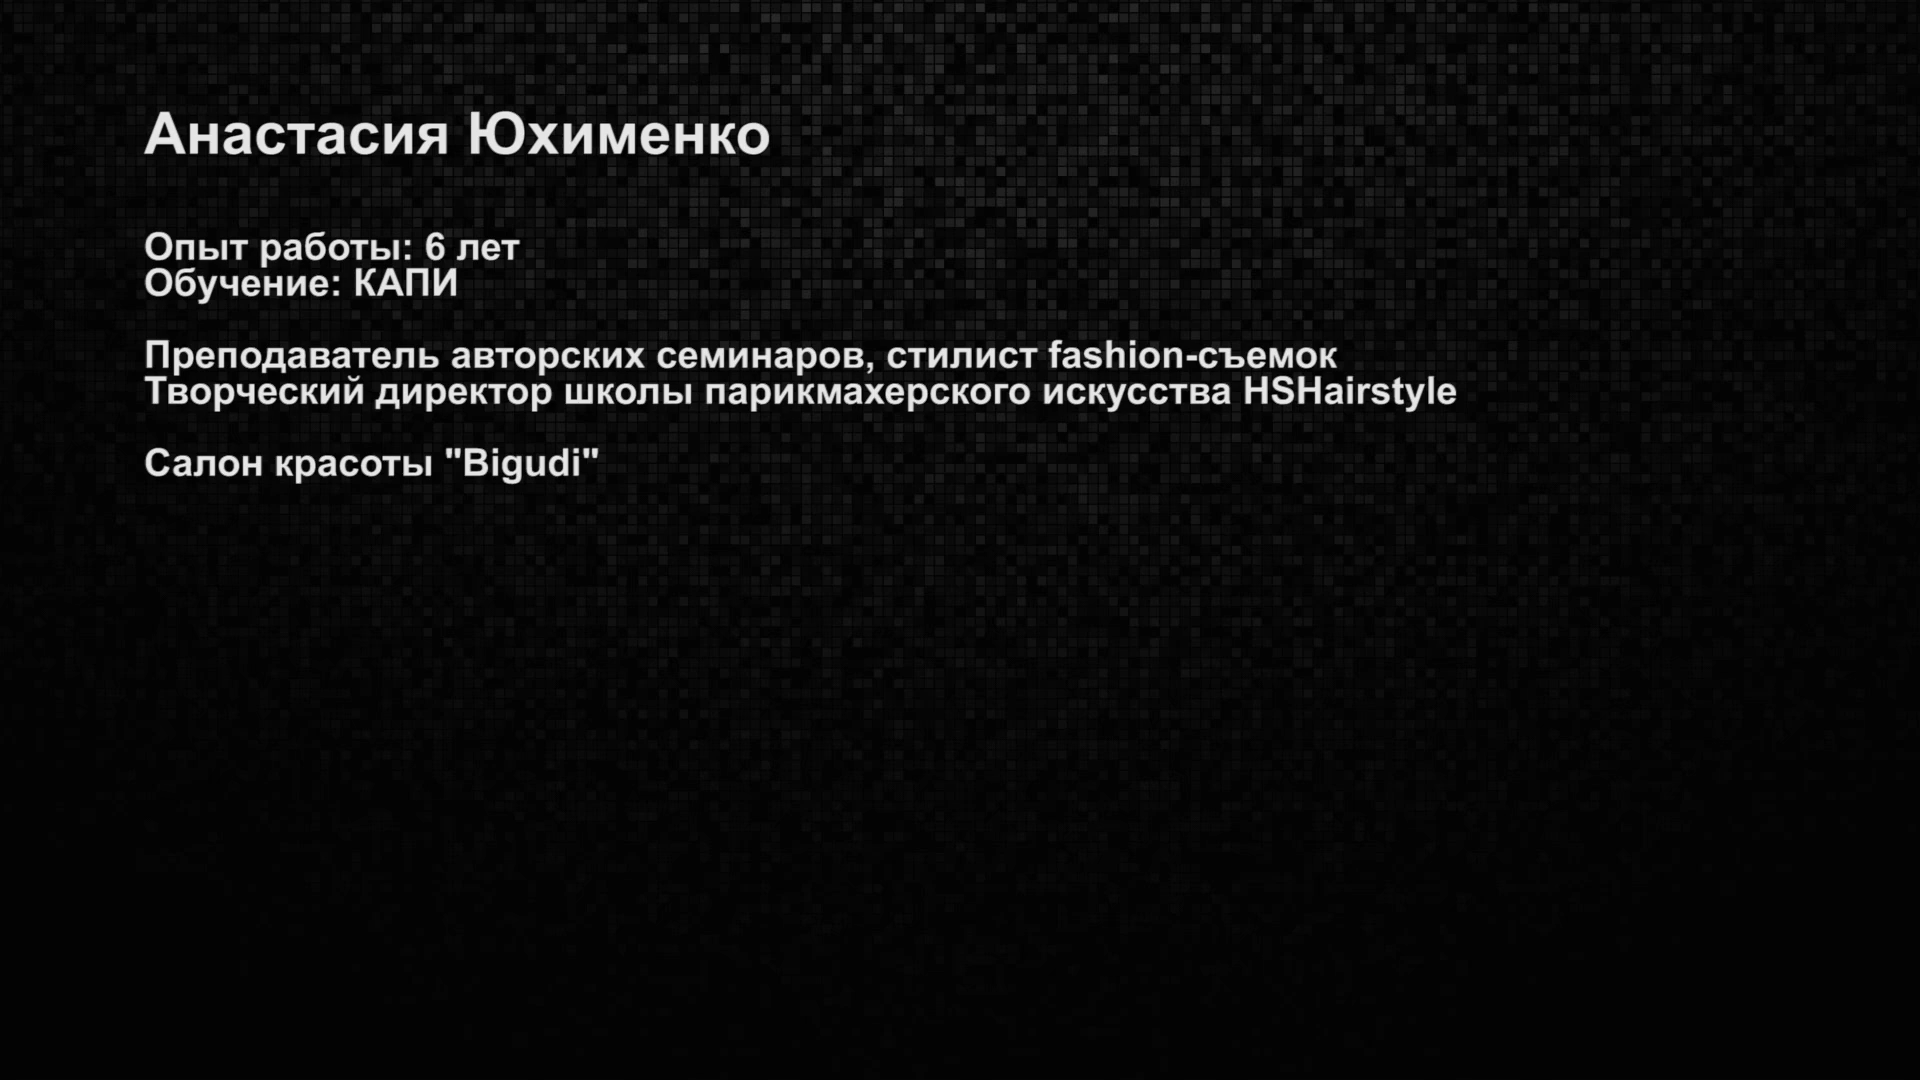 Анастасия Юхименко
Опыт работы: 6 лет
Обучение: КАПИ
Преподаватель авторских семинаров, стилист fashion-съемок
Творческий директор школы парикмахерского искусства HSHairstyle
Салон красоты "Bigudi"